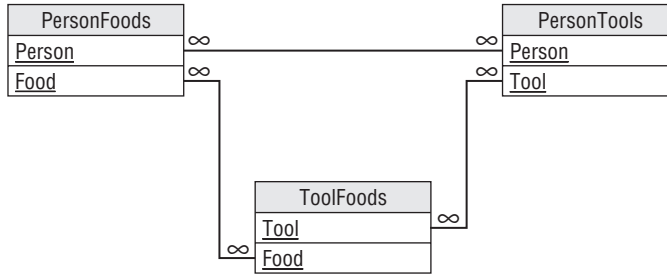 PersonFoods
Person
Food
PersonTools
Person
Tool
ToolFoods
Tool
Food
∞ ∞
∞ ∞
∞ ∞